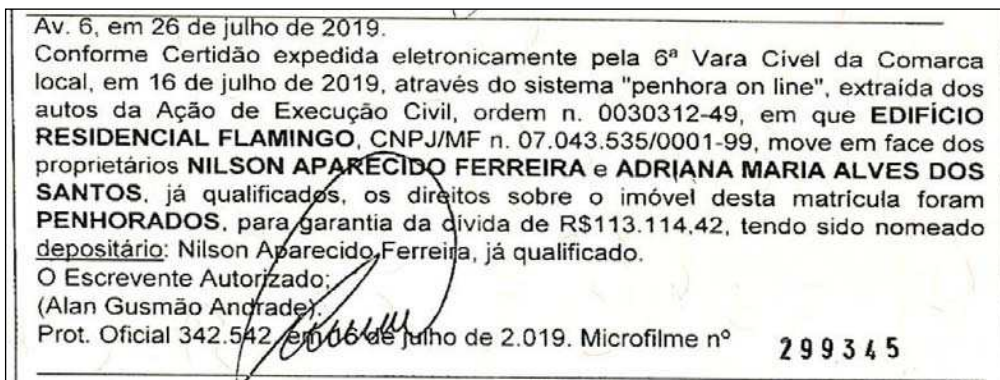 Av. 6, em 26 de julho de 2019.
Conforme Certidão expedida eletronicamente pela 6ª Vara Cível da Comarca
local, em 16 de julho de 2019, através do sistema "penhora on line", extraída dos
autos da Ação de Execução Civil, ordem n. 0030312-49, em que EDIFÍCIO
RESIDENCIAL FLAMINGO, CNPJ/MF n. 07.043.535/0001-99, move em face dos
proprietários NILSON APARECIDO FERREIRA e ADRIANA MARIA ALVES DOS
SANTOS, já qualificados, os direitos sobre o imóvel desta matrícula foram
PENHORADOS, para garantia da dívida de R$113.114,42, tendo sido nomeado
depositário: Nilson Aparecido Ferreira, já qualificado.
O Escrevente Autorizado;
(Alan Gusmão Andrade).
Prot. Oficial 342.542, em 06 de julho de 2.019. Microfilme nº 299345